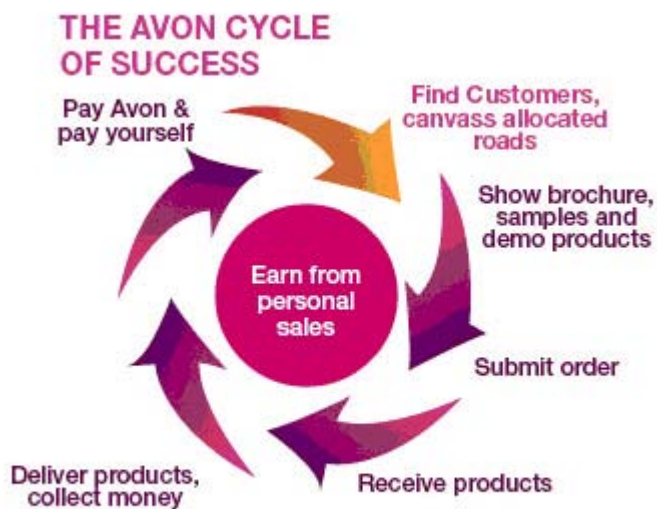 THE AVON CYCLE
OF SUCCESS
Pay Avon &
pay yourself
Find Customers,
canvass allocated
roads
Show brochure,
samples and
demo products
Earn from
personal
sales
Submit order
Deliver products,
collect money
Receive products